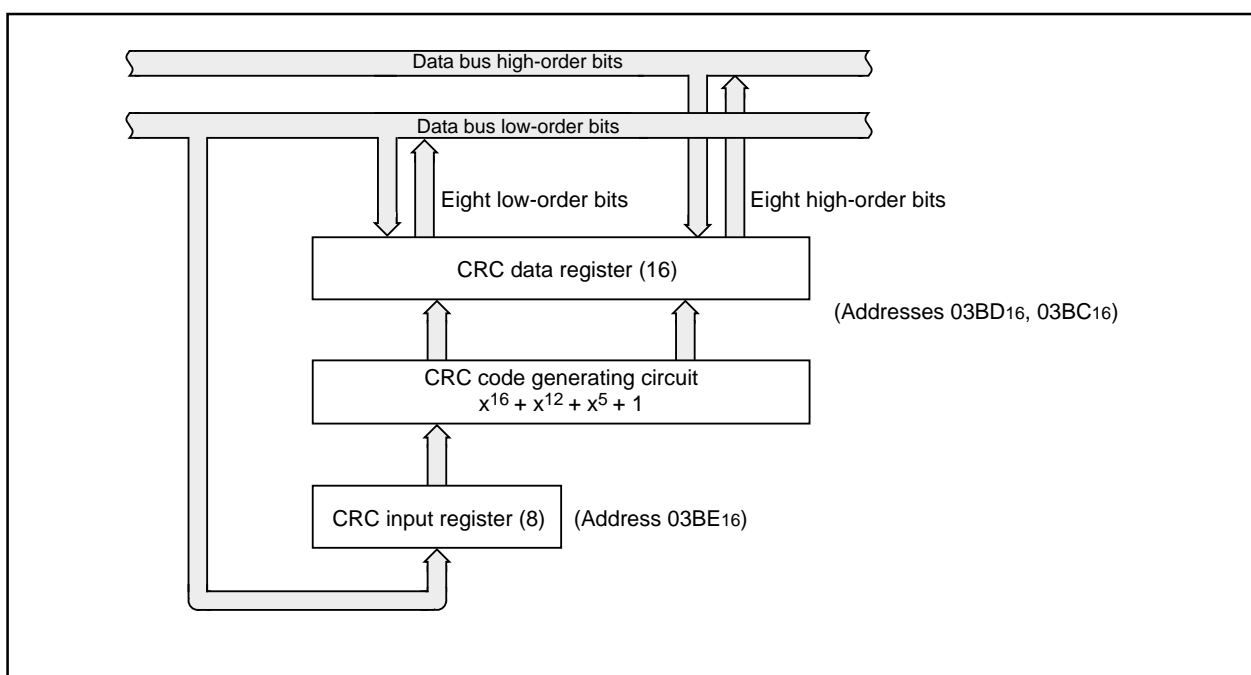 Data bus high-order bits
Data bus low-order bits
Eight low-order bits
Eight high-order bits
CRC data register (16)
(Addresses 03BD16, 03BC16)
CRC code generating circuit
x16 + x12 + x5 + 1
CRC input register (8)
(Address 03BE16)